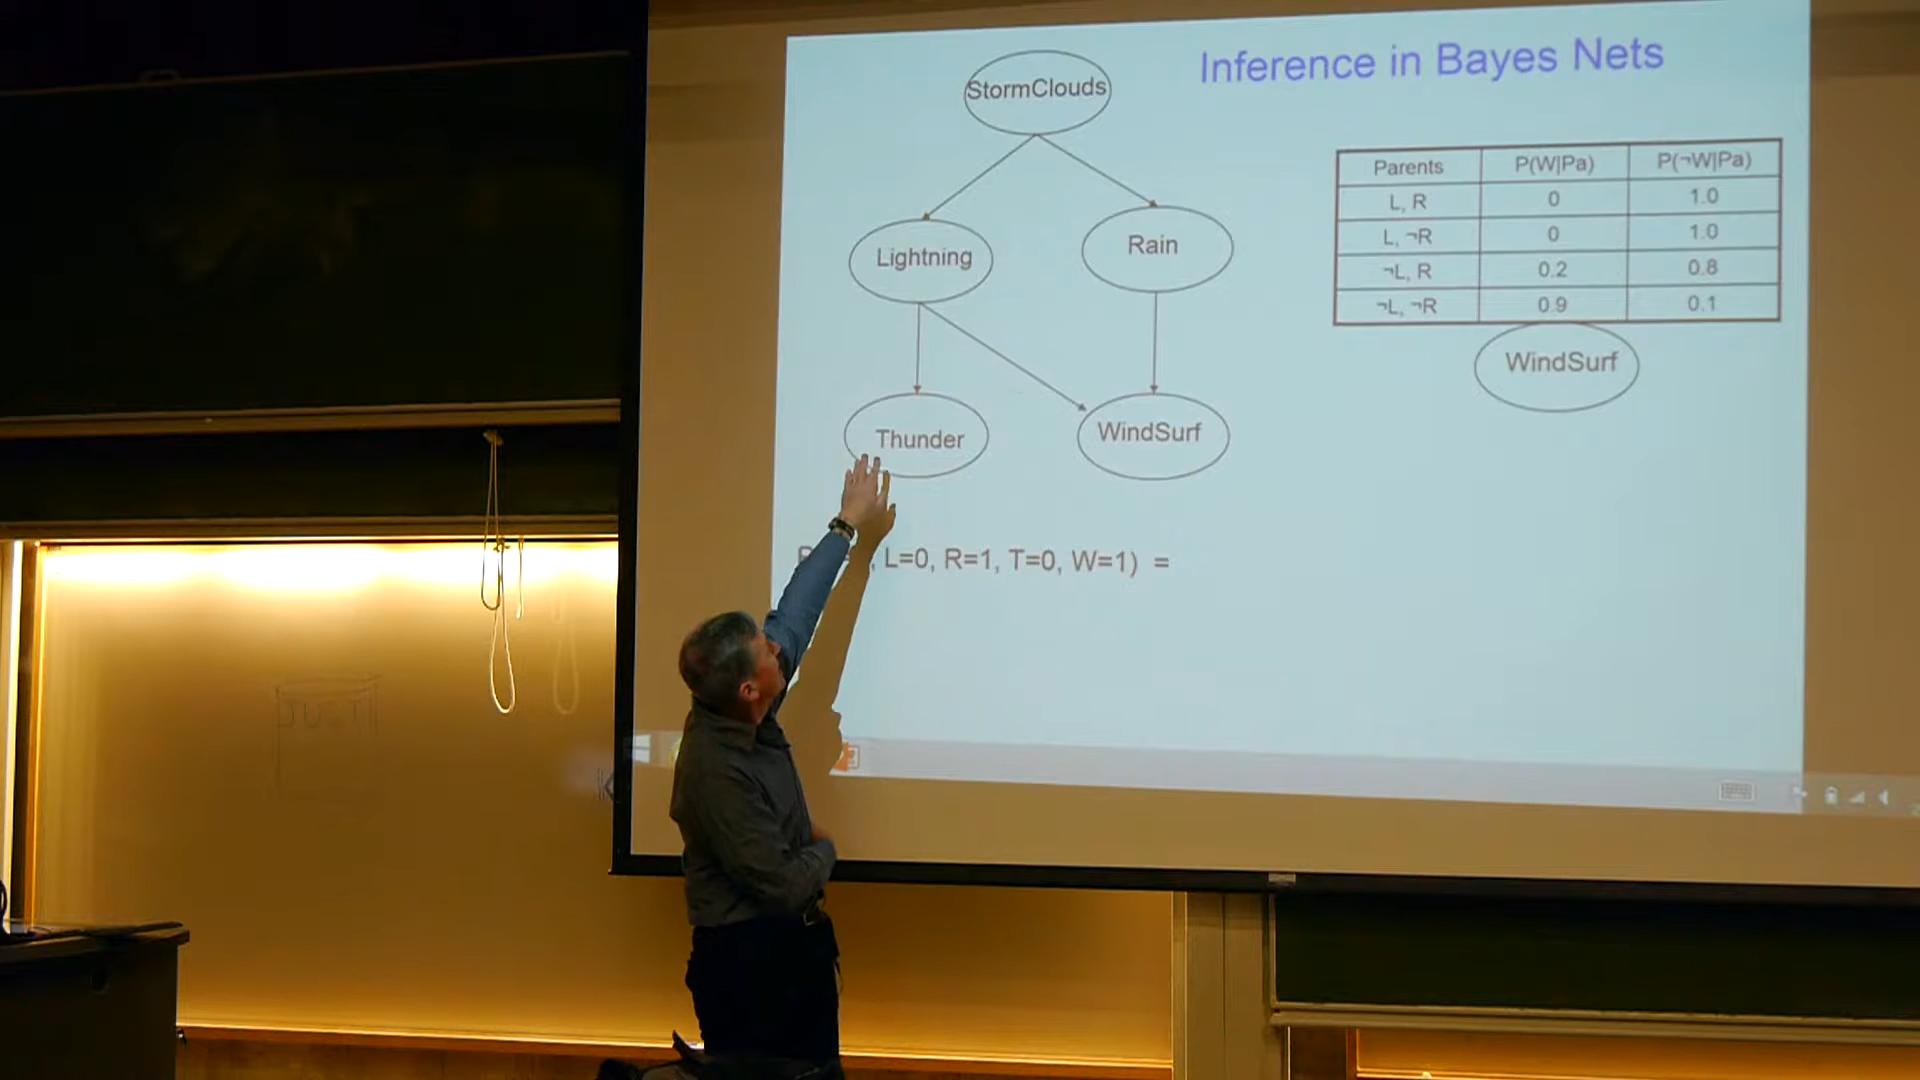 Inference in Bayes Nets
StormClouds
Lightning
Rain
Thunder
WindSurf
Parents P(W|Pa) P(¬W|Pa)
L, R 0 1.0
L, ¬R 0 1.0
¬L, R 0.2 0.8
¬L, ¬R 0.9 0.1
WindSurf
, L=0, R=1, T=0, W=1) =